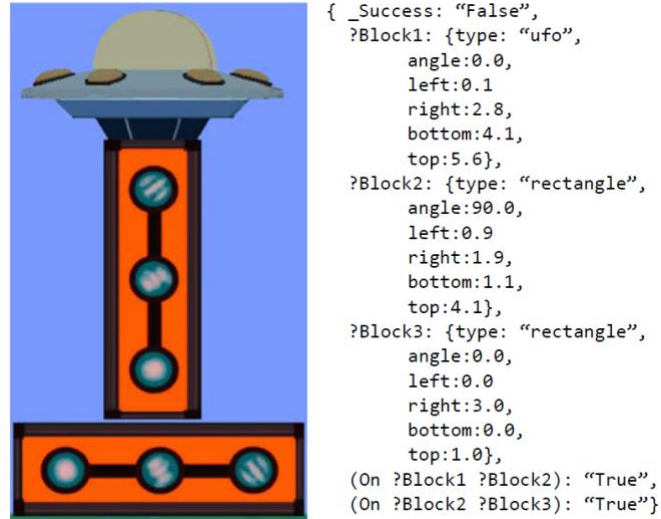 { _Success: “False”,
?Block1: {type: “ufo”,
angle:0.0,
left:0.1
right:2.8,
bottom:4.1,
top:5.6},
?Block2: {type: “rectangle”,
angle:90.0,
left:0.9
right:1.9,
bottom:1.1,
top:4.1},
?Block3: {type: “rectangle”,
angle:0.0,
left:0.0
right:3.0,
bottom:0.0,
top:1.0},
(On ?Block1 ?Block2): “True”,
(On ?Block2 ?Block3): “True”}